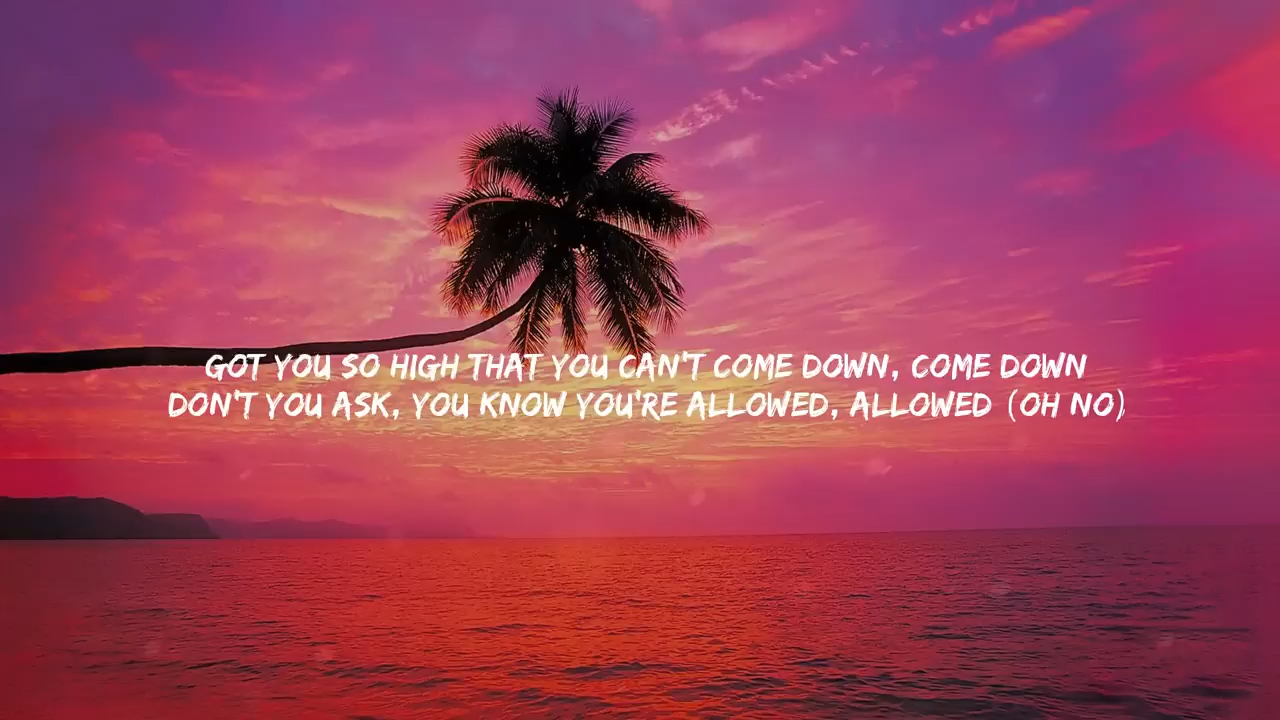 GOT YOU SO HIGH THAT YOU CAN'T COME DOWN, COME DOWN
DON'T YOU ASK, YOU KNOW YOU'RE ALLOWED, ALLOWED (OH NO)